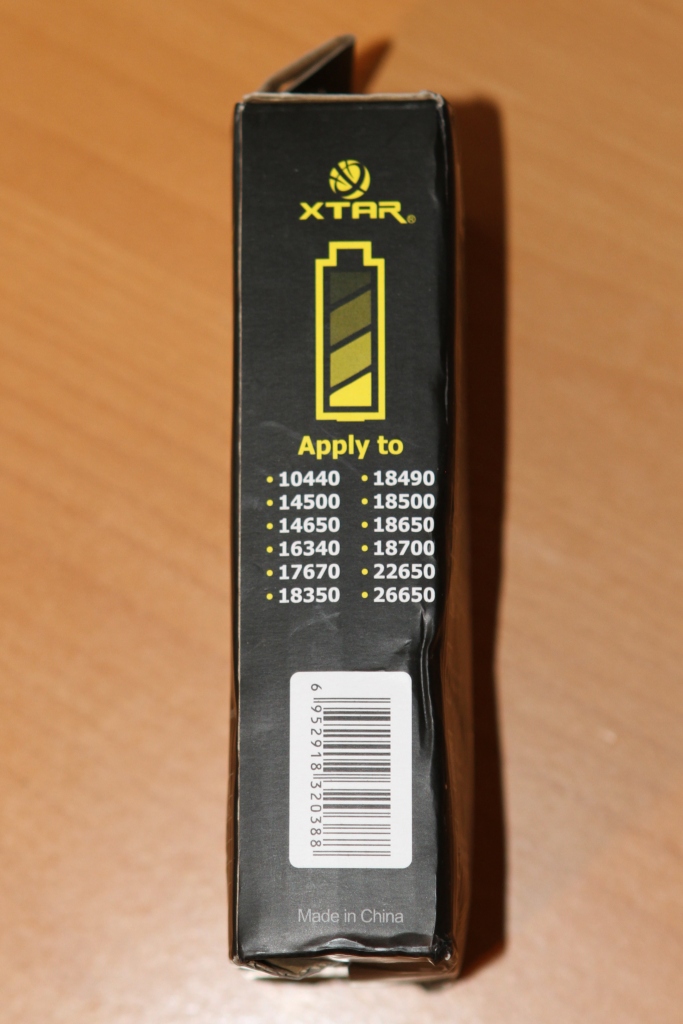 XTAR®
Apply to
• 10440 • 18490
• 14500 • 18500
• 14650 • 18650
• 16340 • 18700
• 17670 • 22650
• 18350 • 26650
6 952918 320388
Made in China